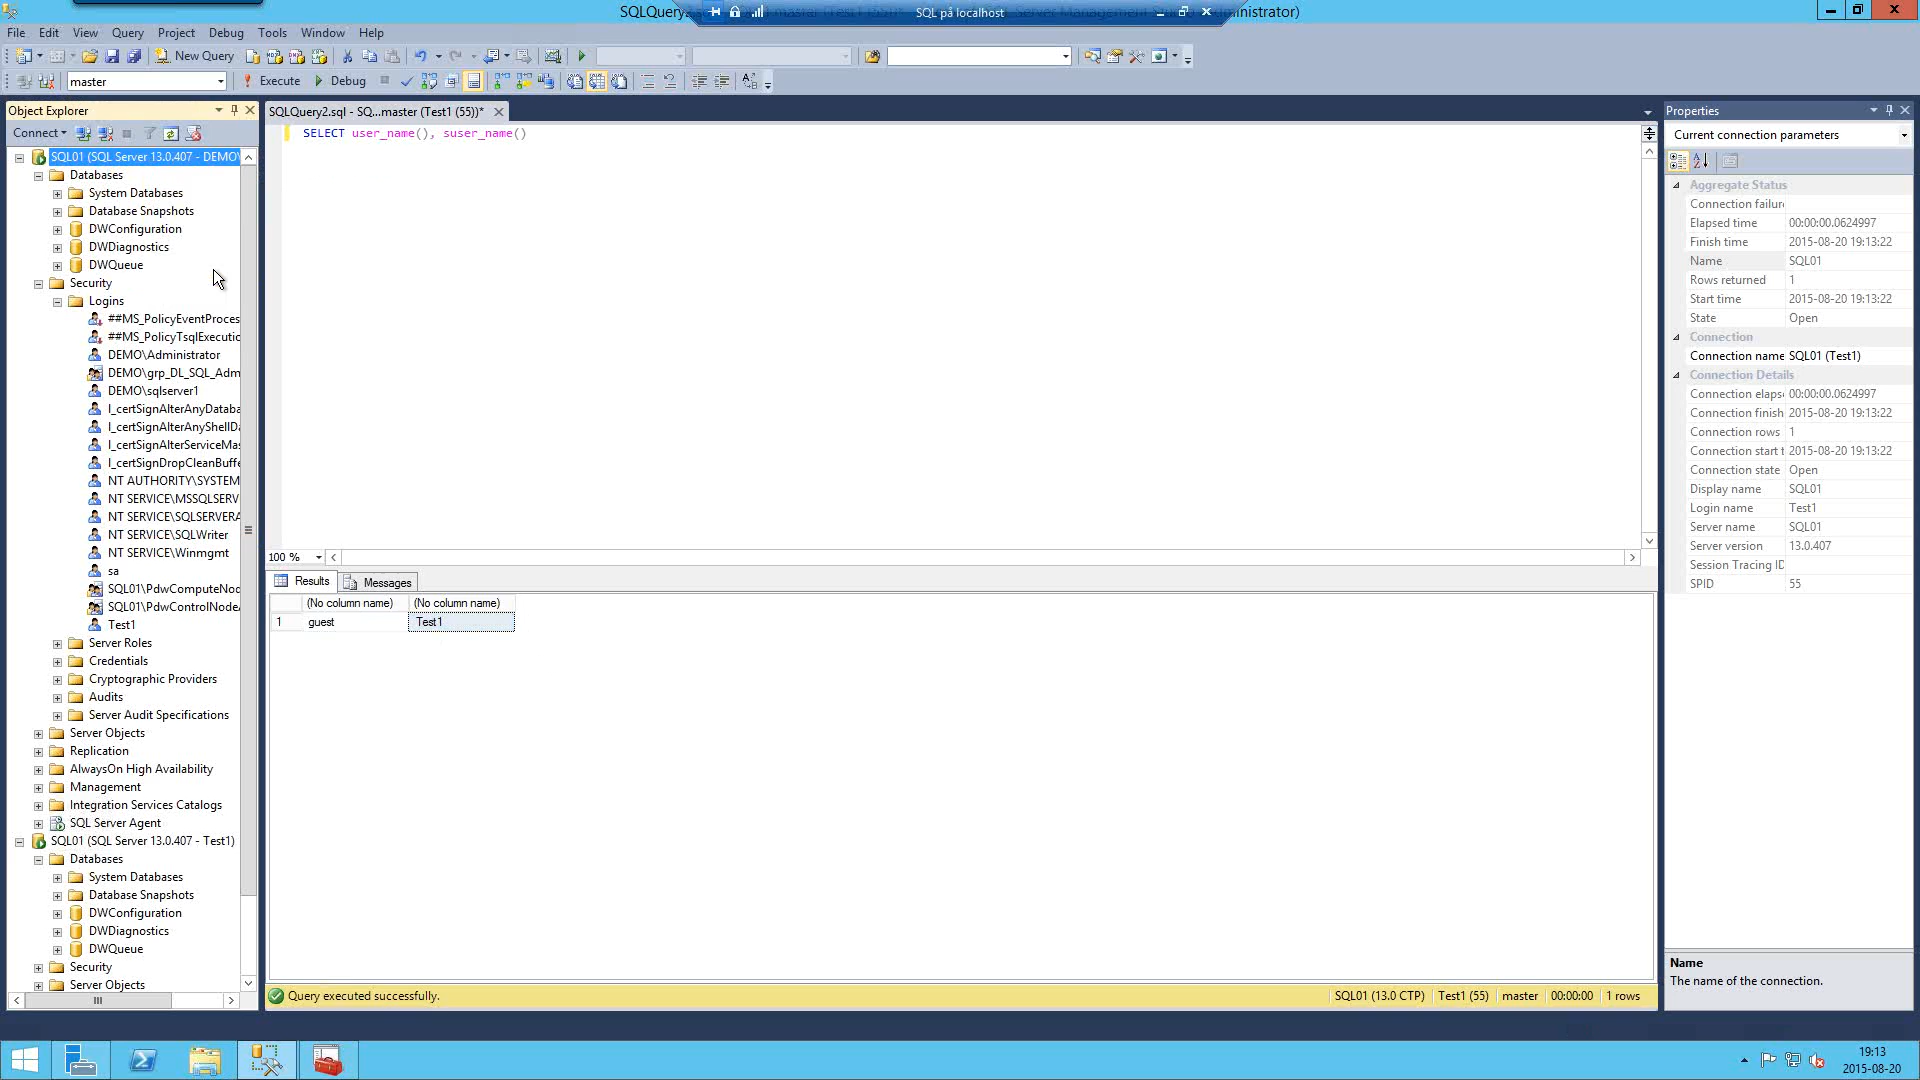 SQLQuery2
SQL på localhost
Server Management
ministrator)
File Edit View Query Project Debug Tools Window Help
New Query
master
Execute
Debug
Object Explorer
Connect
SQL01 (SQL Server 13.0.407 - DEMO\
Databases
System Databases
Database Snapshots
DWConfiguration
DWDiagnostics
DWQueue
Security
Logins
##MS_PolicyEventProces
##MS_PolicyTsqlExecutic
DEMO\Administrator
DEMO\grp_DL_SQL_Adm
DEMO\sqlserver1
l_certSignAlterAnyDataba
l_certSignAlterAnyShellDa
l_certSignAlterServiceMas
l_certSignDropCleanBuffe
NT AUTHORITY\SYSTEM
NT SERVICE\MSSQLSERV
NT SERVICE\SQLSERVERA
NT SERVICE\SQLWriter
NT SERVICE\Winmgmt
sa
SQL01\PdwComputeNod
SQL01\PdwControlNodeA
Test1
Server Roles
Credentials
Cryptographic Providers
Audits
Server Audit Specifications
Server Objects
Replication
AlwaysOn High Availability
Management
Integration Services Catalogs
SQL Server Agent
SQL01 (SQL Server 13.0.407 - Test1)
Databases
System Databases
Database Snapshots
DWConfiguration
DWDiagnostics
DWQueue
Security
Server Objects
SQLQuery2.sql - SQ...master (Test1 (55))*
SELECT user_name(), suser_name()
100 %
Results
Messages
(No column name) (No column name)
1 guest Test1
Query executed successfully.
SQL01 (13.0 CTP) Test1 (55) master 00:00:00 1 rows
Properties
Current connection parameters
Aggregate Status
Connection failure
Elapsed time 00:00:00.0624997
Finish time 2015-08-20 19:13:22
Name SQL01
Rows returned 1
Start time 2015-08-20 19:13:22
State Open
Connection
Connection name SQL01 (Test1)
Connection Details
Connection elaps 00:00:00.0624997
Connection finish 2015-08-20 19:13:22
Connection rows 1
Connection start t 2015-08-20 19:13:22
Connection state Open
Display name SQL01
Login name Test1
Server name SQL01
Server version 13.0.407
Session Tracing ID
SPID 55
Name
The name of the connection.
19:13
2015-08-20